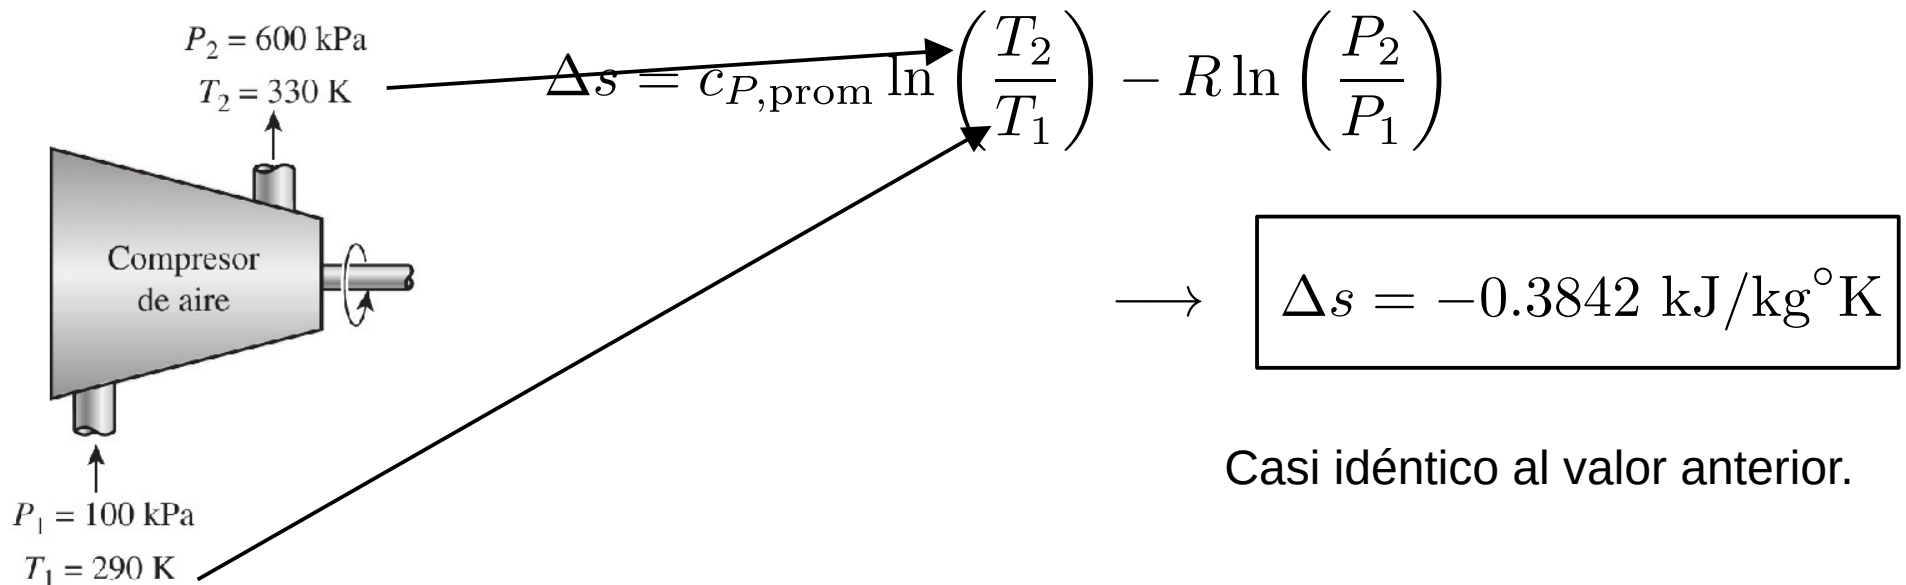 P₂ = 600 kPa
T₂ = 330 K
Δs = c_{P,prom} ln (T₂/T₁) − R ln (P₂/P₁)
Compresor
de aire
⟶ Δs = −0.3842 kJ/kg°K
Casi idéntico al valor anterior.
P₁ = 100 kPa
T₁ = 290 K